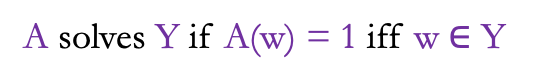 A solves Y if A(w) = 1 iff w ∈ Y